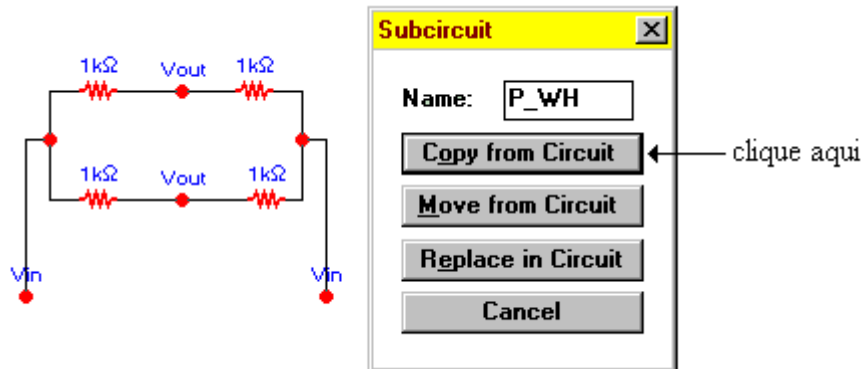 1kΩ Vout 1kΩ
1kΩ Vout 1kΩ
Vin Vin
Subcircuit
Name: P_WH
Copy from Circuit
clique aqui
Move from Circuit
Replace in Circuit
Cancel